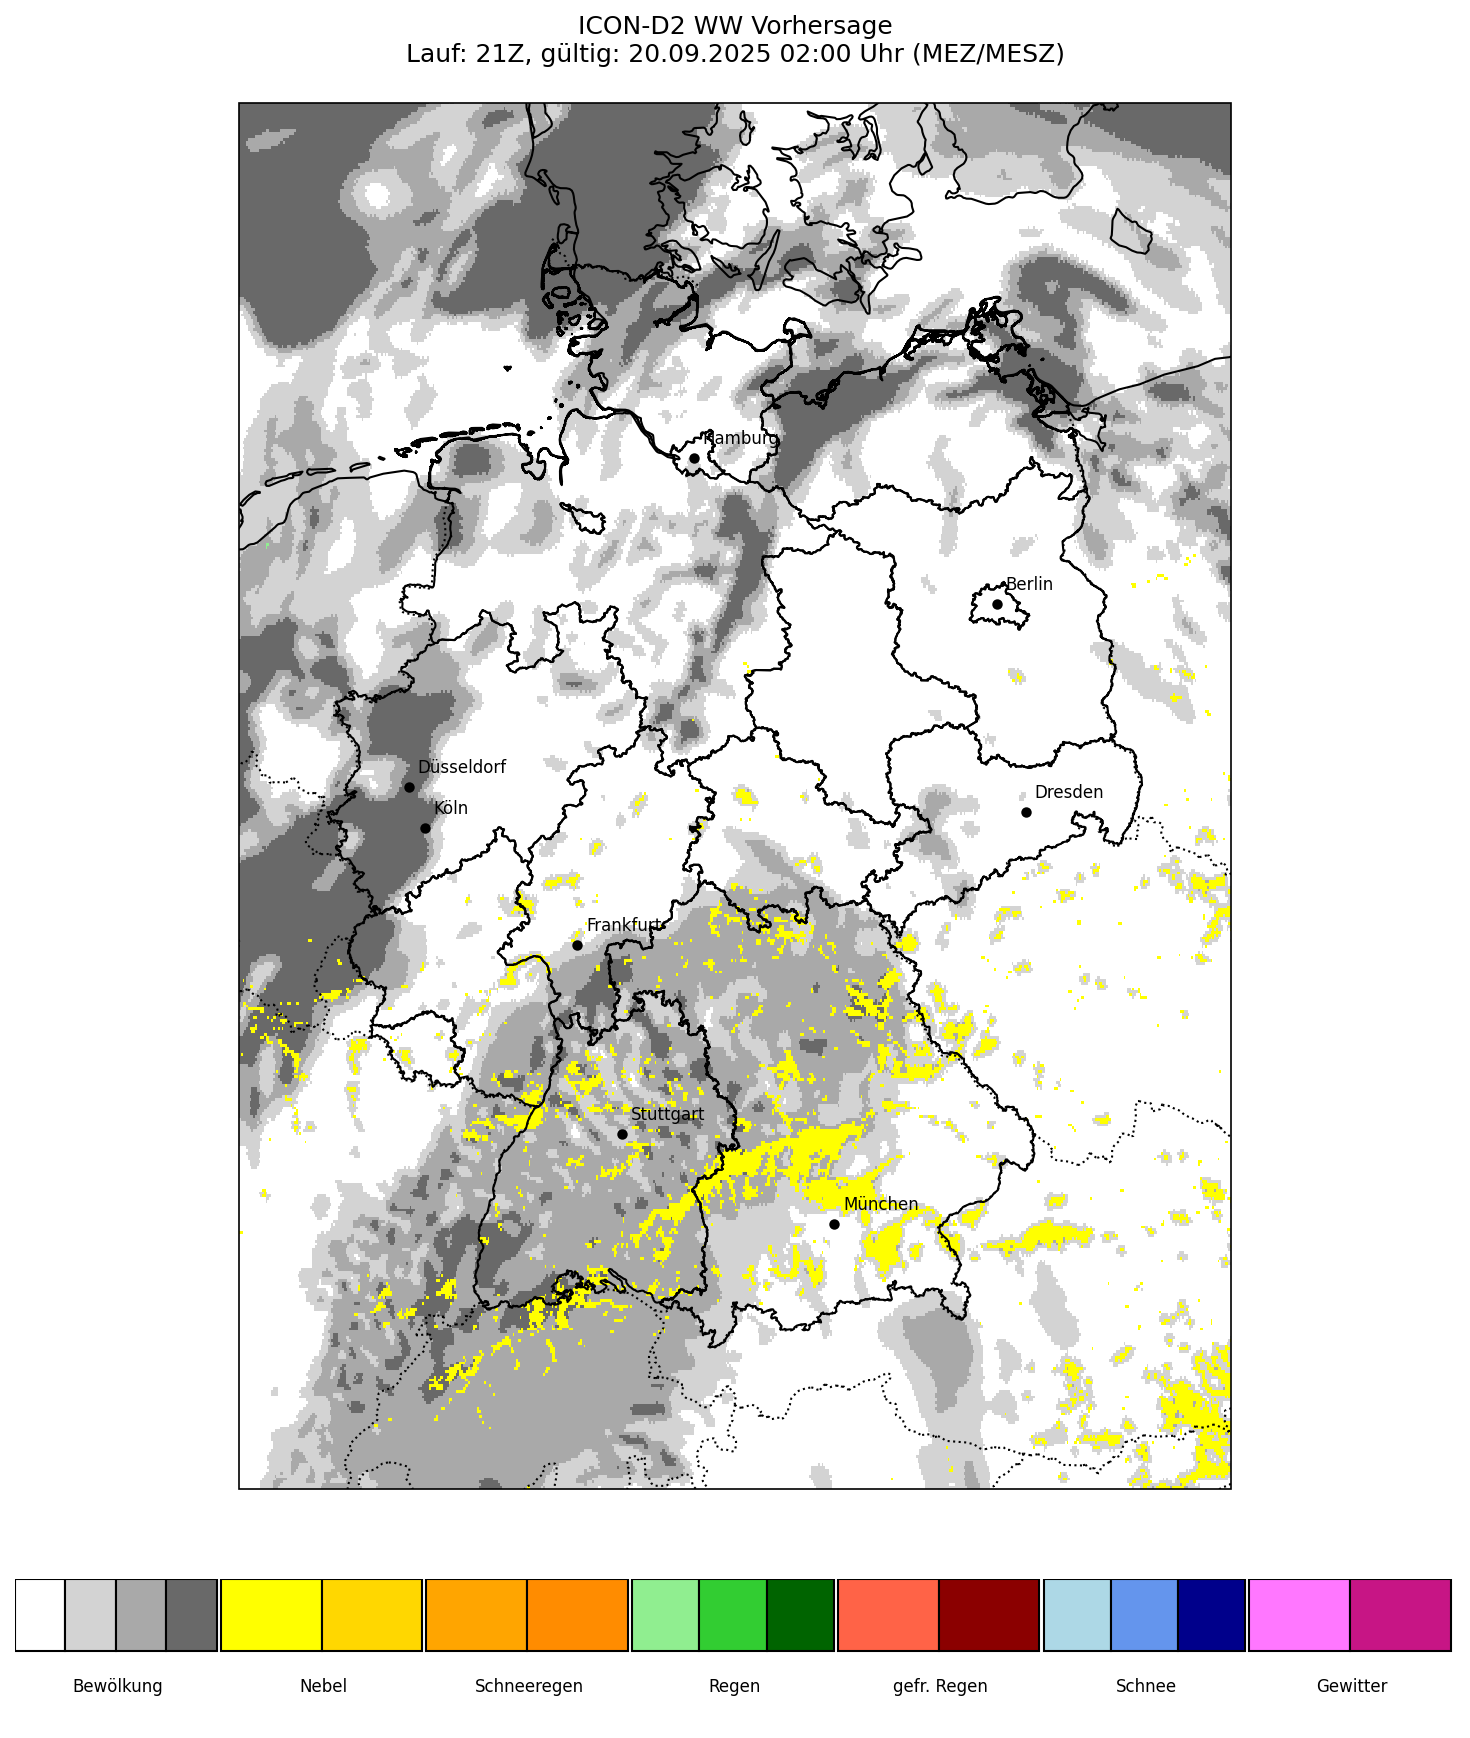 ICON-D2 WW Vorhersage
Lauf: 21Z, gültig: 20.09.2025 02:00 Uhr (MEZ/MESZ)
Hamburg
Berlin
Düsseldorf
Köln
Dresden
Frankfurt
Stuttgart
München
Bewölkung
Nebel
Schneeregen
Regen
gefr. Regen
Schnee
Gewitter